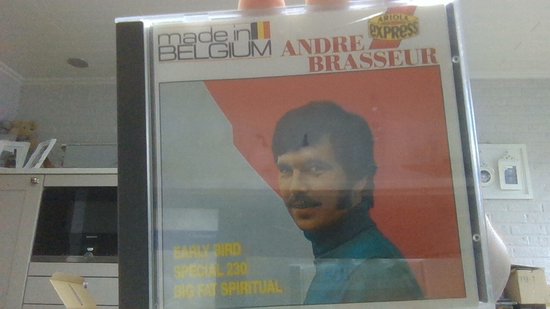 made in
BELGIUM
ARIOLA
EXPRESS
ANDRE
BRASSEUR
EARLY BIRD
SPECIAL 230
BIG FAT SPIRITUAL